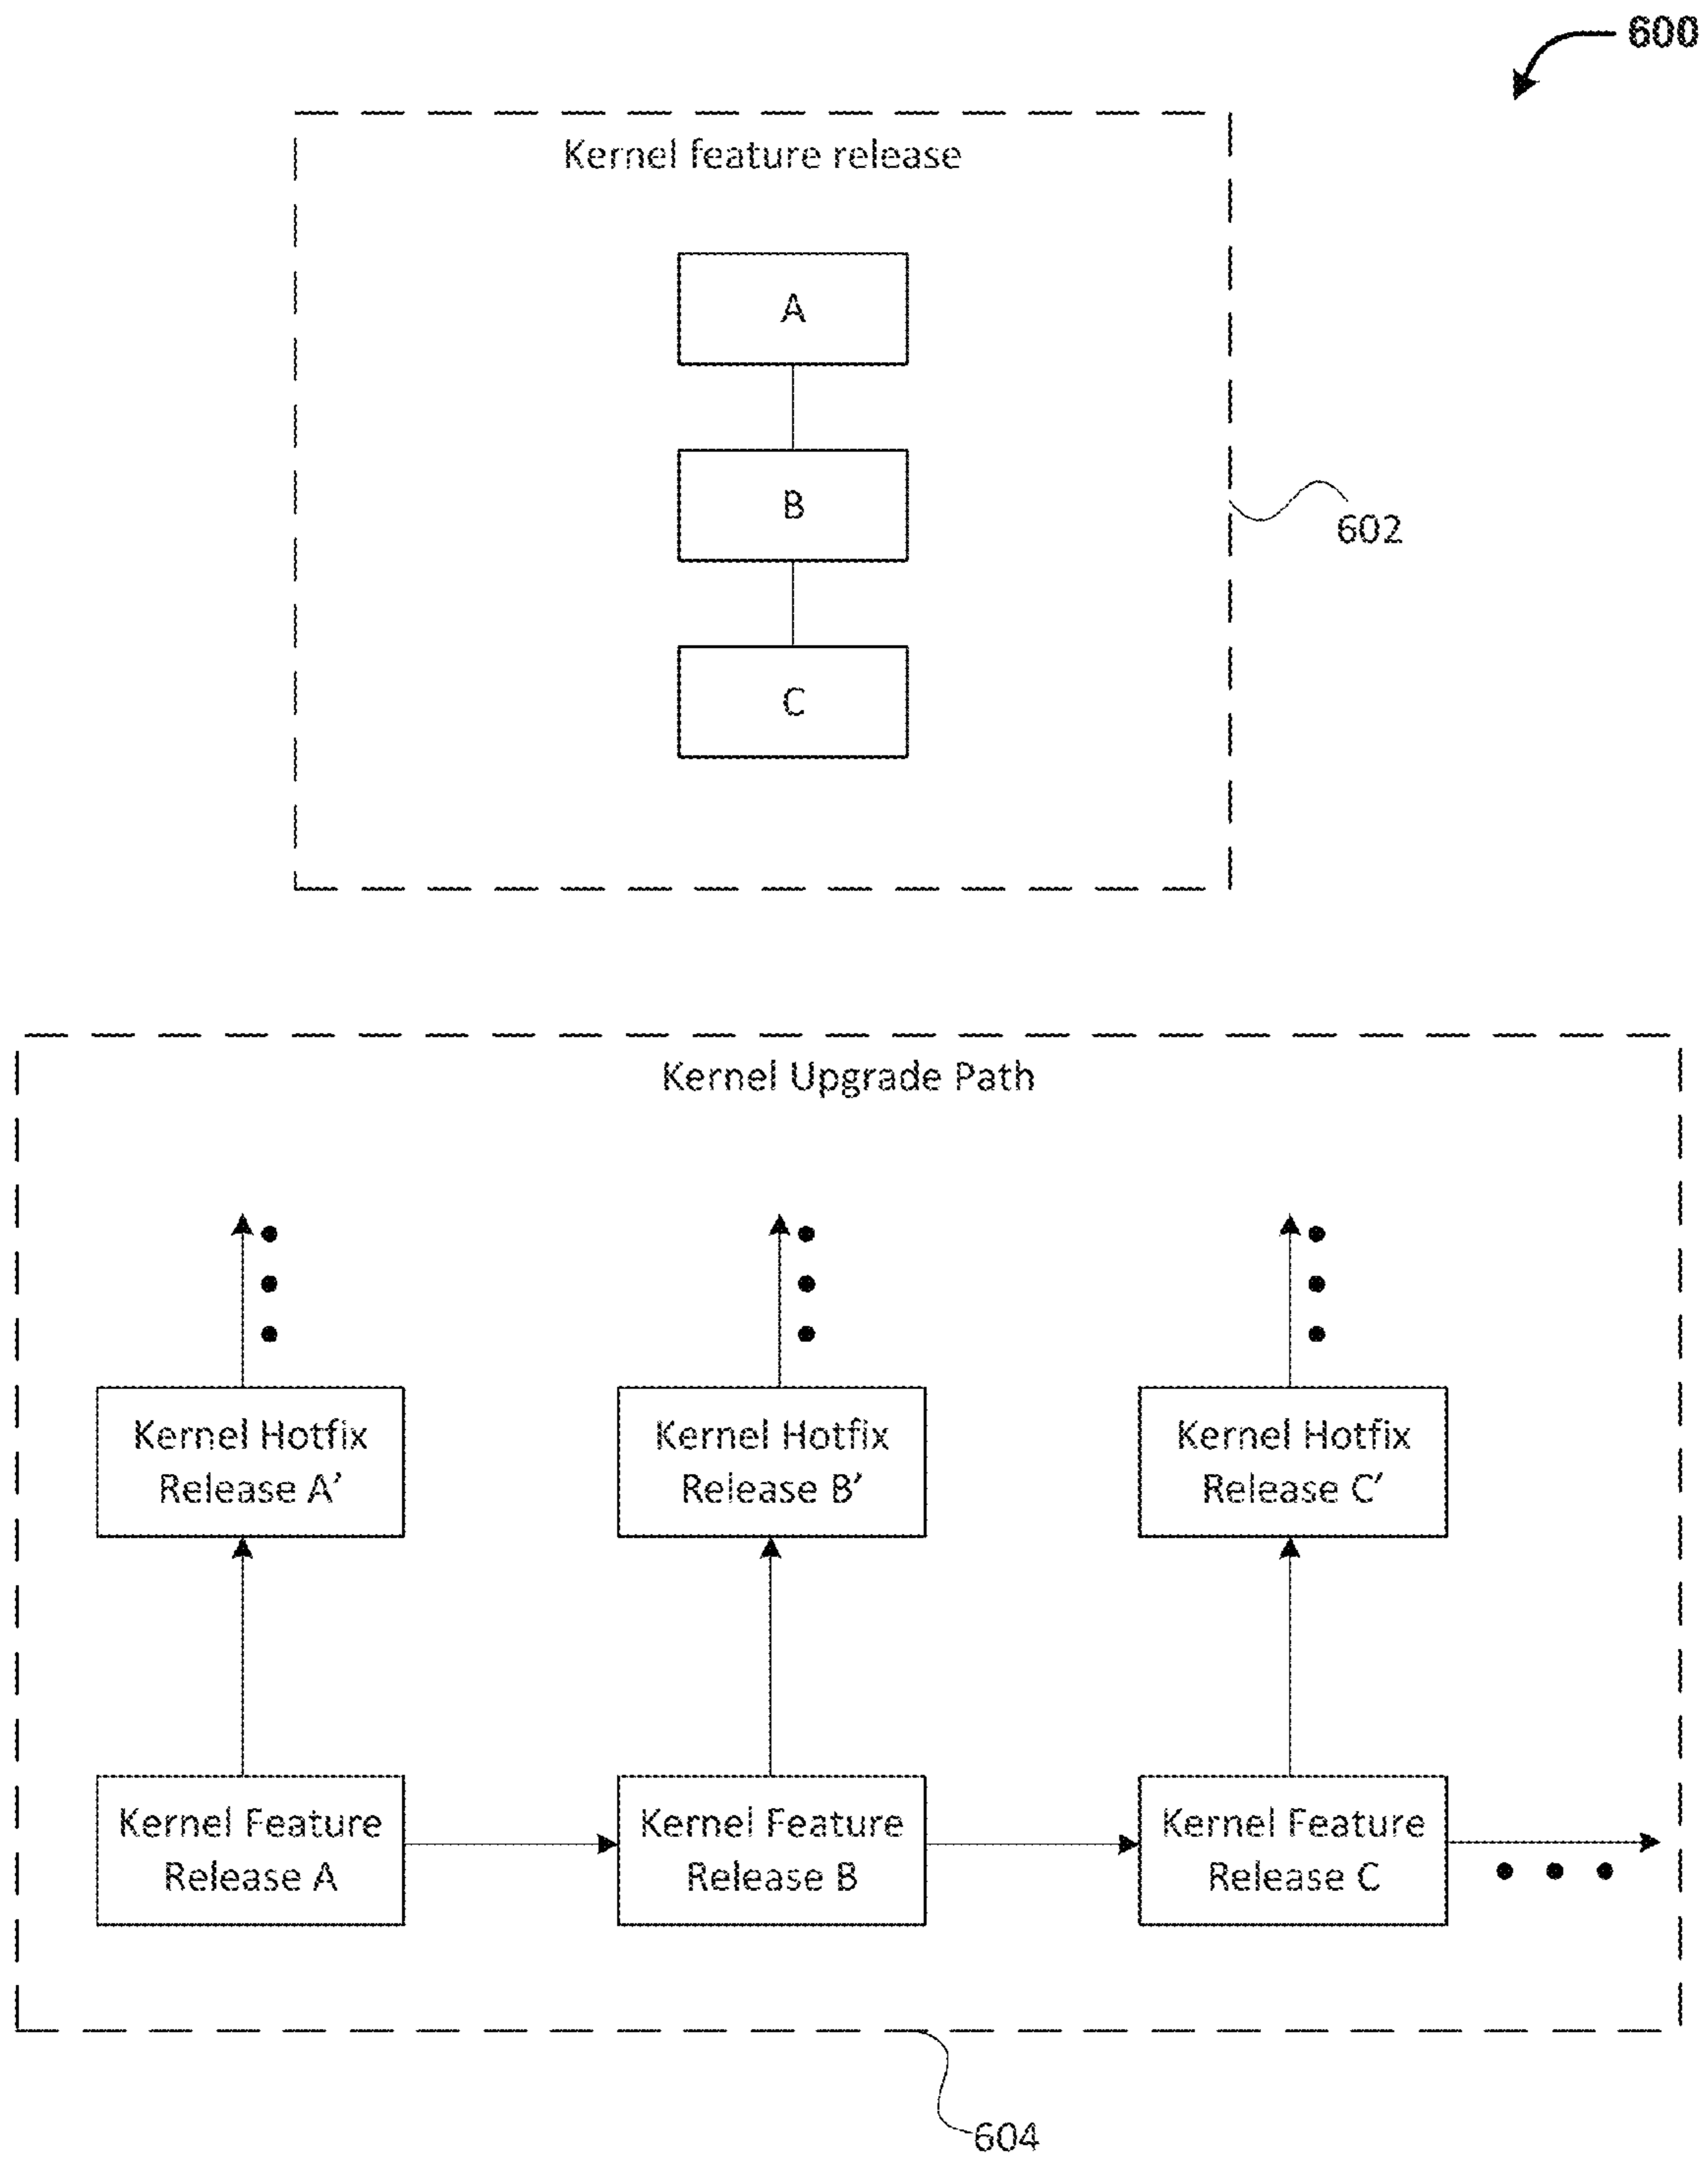 600
Kernel feature release
A
B
602
C
Kernel Upgrade Path
Kernel Hotfix
Release A’
Kernel Hotfix
Release B’
Kernel Hotfix
Release C’
Kernel Feature
Release A
Kernel Feature
Release B
Kernel Feature
Release C
604